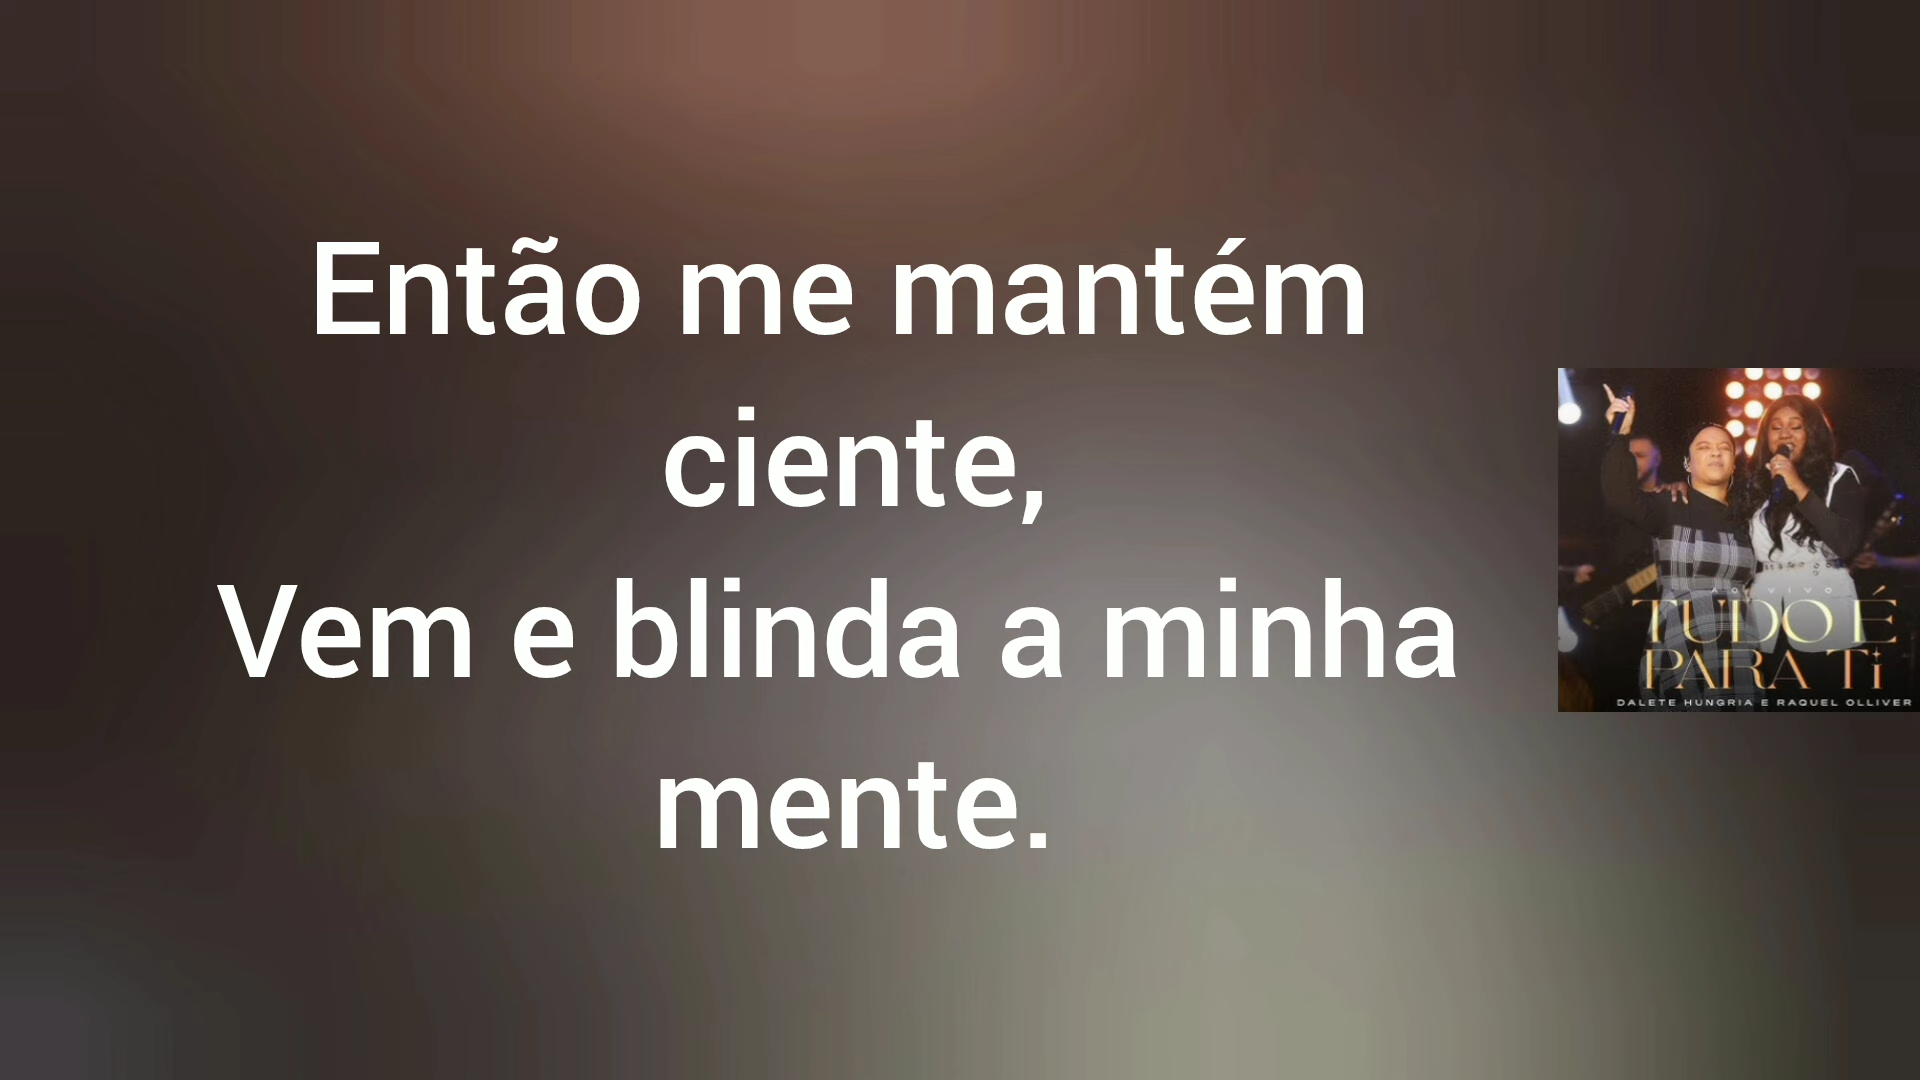 Então me mantém
ciente,
Vem e blinda a minha
mente.
AO VIVO
TUDO É
PARA Ti
DALETE HUNGRIA E RAQUEL OLLIVER